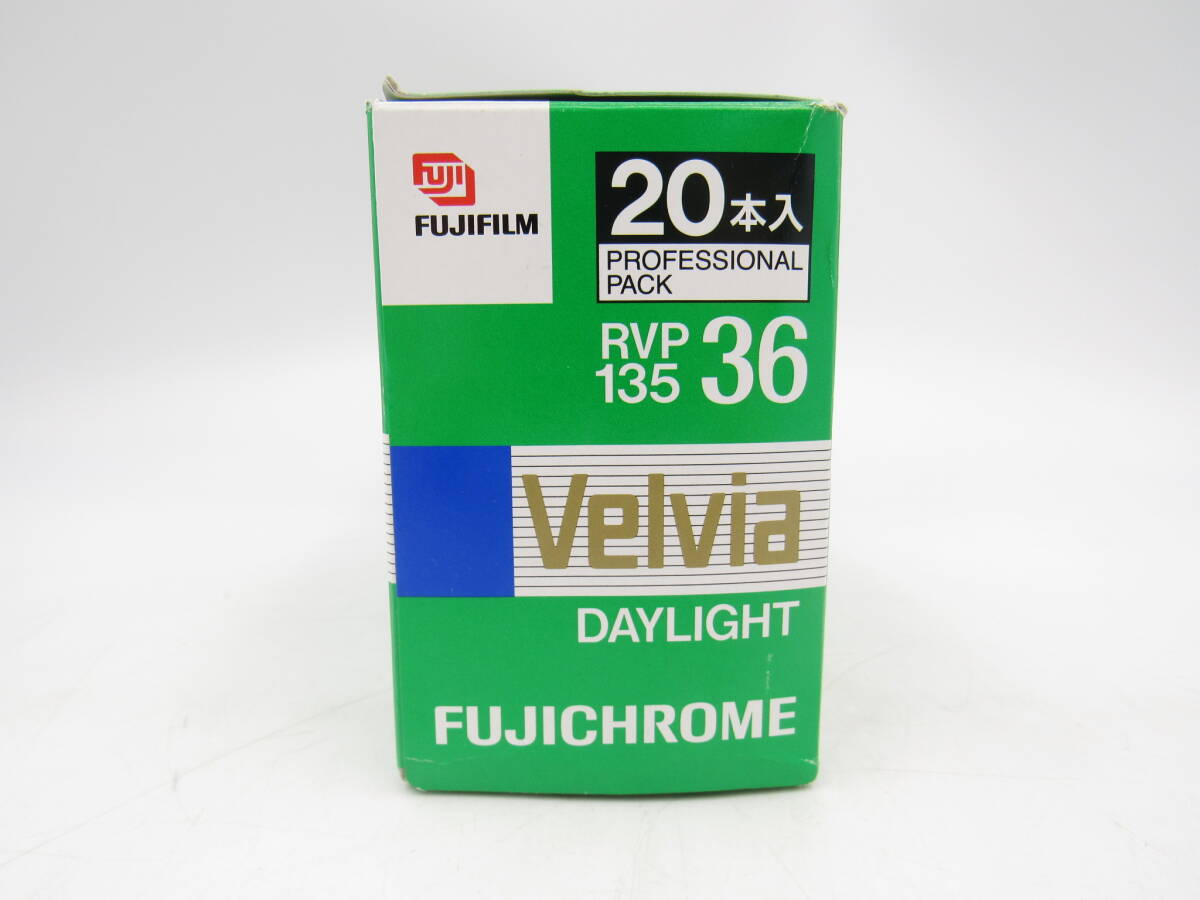 FUJI
FUJIFILM
20本入
PROFESSIONAL
PACK
RVP
135 36
Velvia
DAYLIGHT
FUJICHROME